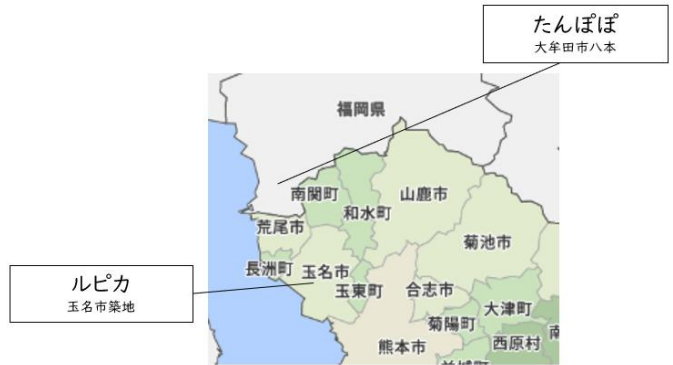 たんぽぽ
大牟田市八本
福岡県
南関町
和水町
山鹿市
荒尾市
菊池市
長洲町
玉名市
玉東町
合志市
大津町
菊陽町
西原村
熊本市
ルピカ
玉名市築地